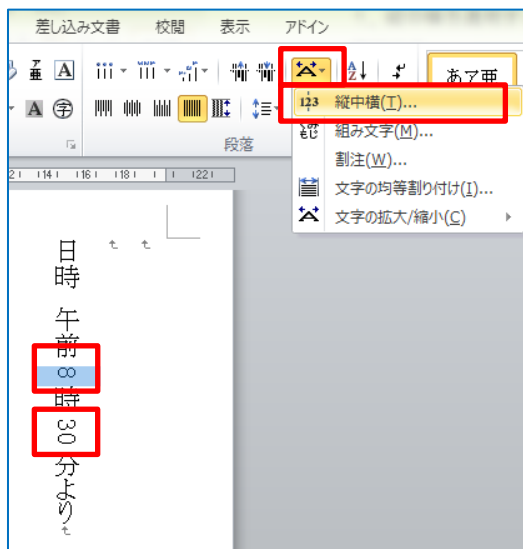 差し込み文書 校閲 表示 アドイン
あア亜
段落
縦中横(T)...
組み文字(M)...
割注(W)...
文字の均等割り付け(I)...
文字の拡大/縮小(C)
日時 午前8時30分より